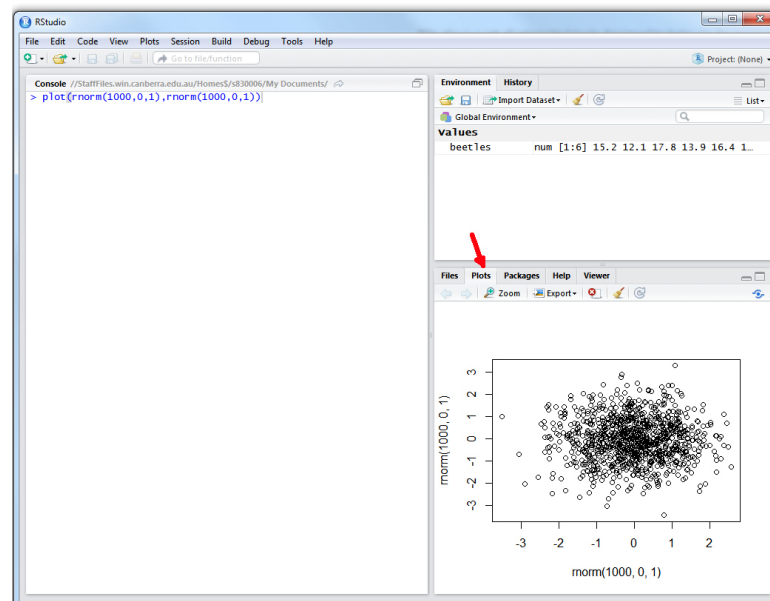 RStudio
File Edit Code View Plots Session Build Debug Tools Help
Go to file/function
Project: (None)
Console //StaffFiles.win.canberra.edu.au/Homes$/s830006/My Documents/
> plot(rnorm(1000,0,1),rnorm(1000,0,1))
Environment History
Import Dataset
List
Global Environment
Values
beetles num [1:6] 15.2 12.1 17.8 13.9 16.4 1…
Files Plots Packages Help Viewer
Zoom Export
rnorm(1000, 0, 1)
3
2
1
0
-1
-2
-3
-3 -2 -1 0 1 2
rnorm(1000, 0, 1)